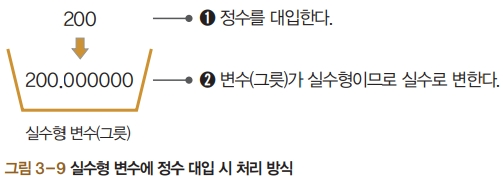 200
❶ 정수를 대입한다.
200.000000
❷ 변수(그릇)가 실수형이므로 실수로 변한다.
실수형 변수(그릇)
그림 3-9 실수형 변수에 정수 대입 시 처리 방식